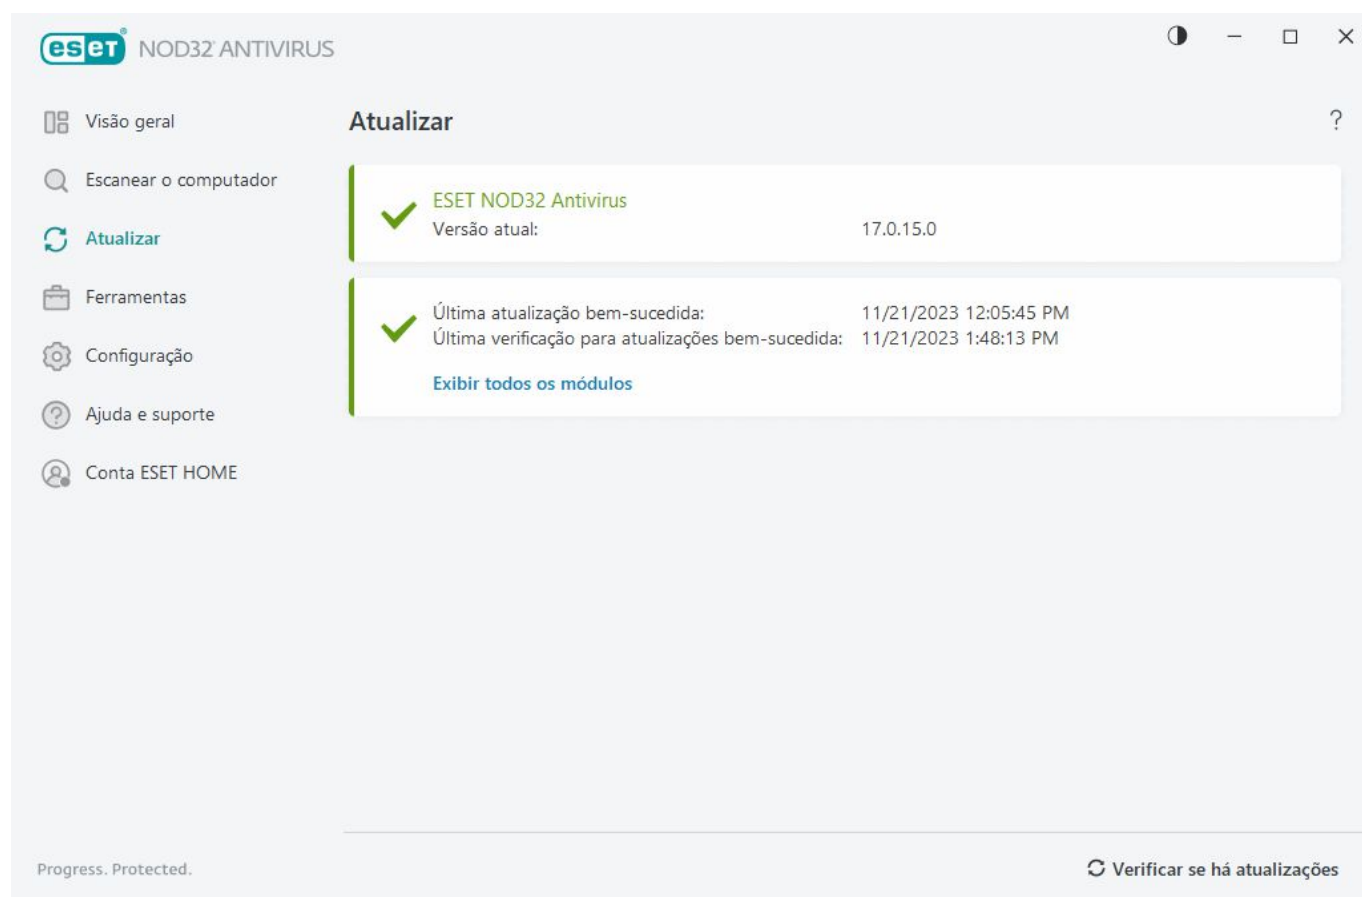 eset® NOD32® ANTIVIRUS
Visão geral
Escanear o computador
Atualizar
Ferramentas
Configuração
Ajuda e suporte
Conta ESET HOME
Atualizar
?
ESET NOD32 Antivirus
Versão atual: 17.0.15.0
Última atualização bem-sucedida: 11/21/2023 12:05:45 PM
Última verificação para atualizações bem-sucedida: 11/21/2023 1:48:13 PM
Exibir todos os módulos
Progress. Protected.
Verificar se há atualizações